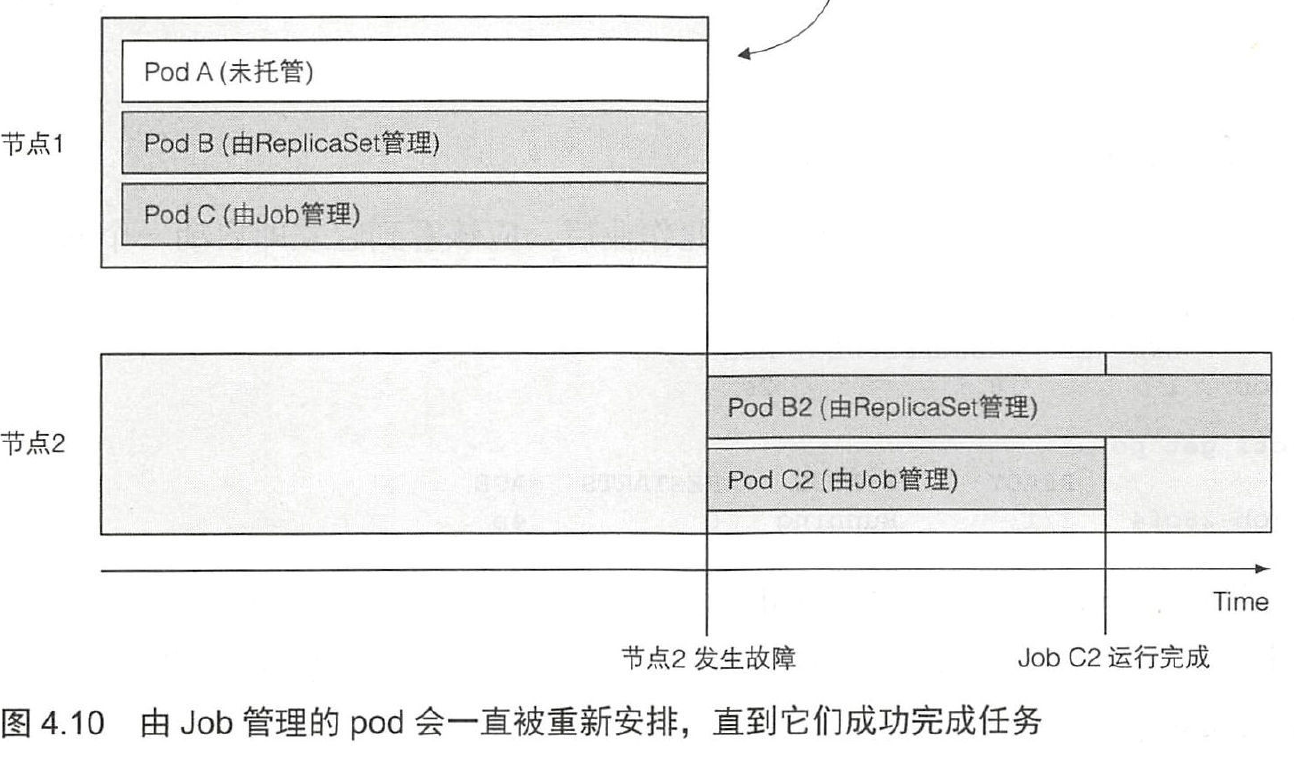 Pod A (未托管)
节点1
Pod B (由ReplicaSet管理)
Pod C (由Job管理)
Pod B2 (由ReplicaSet管理)
节点2
Pod C2 (由Job管理)
Time
节点2 发生故障
Job C2 运行完成
图 4.10 由 Job 管理的 pod 会一直被重新安排，直到它们成功完成任务